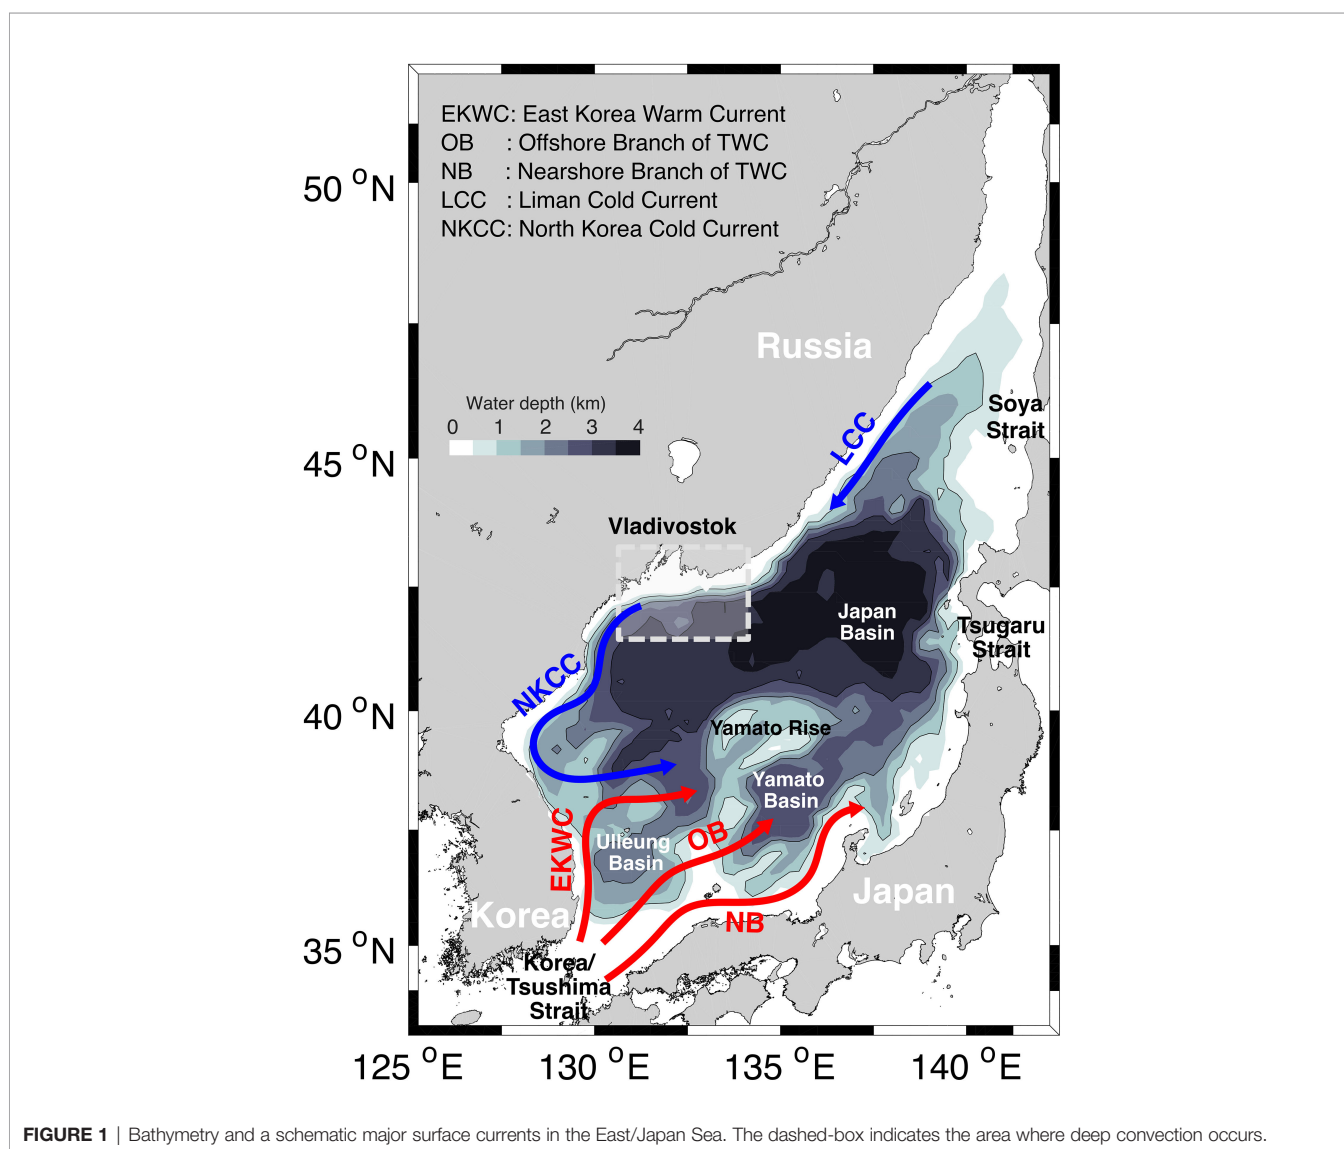 EKWC: East Korea Warm Current
OB : Offshore Branch of TWC
NB : Nearshore Branch of TWC
LCC : Liman Cold Current
NKCC: North Korea Cold Current
50 °N
Russia
Water depth (km)
0 1 2 3 4
Soya
Strait
LCC
45 °N
Vladivostok
Japan
Basin
Tsugaru
Strait
NKCC
40 °N
Yamato Rise
Yamato
Basin
EKWC
OB
Ulleung
Basin
Japan
Korea
NB
35 °N
Korea/
Tsushima
Strait
125 °E 130 °E 135 °E 140 °E
FIGURE 1 | Bathymetry and a schematic major surface currents in the East/Japan Sea. The dashed-box indicates the area where deep convection occurs.